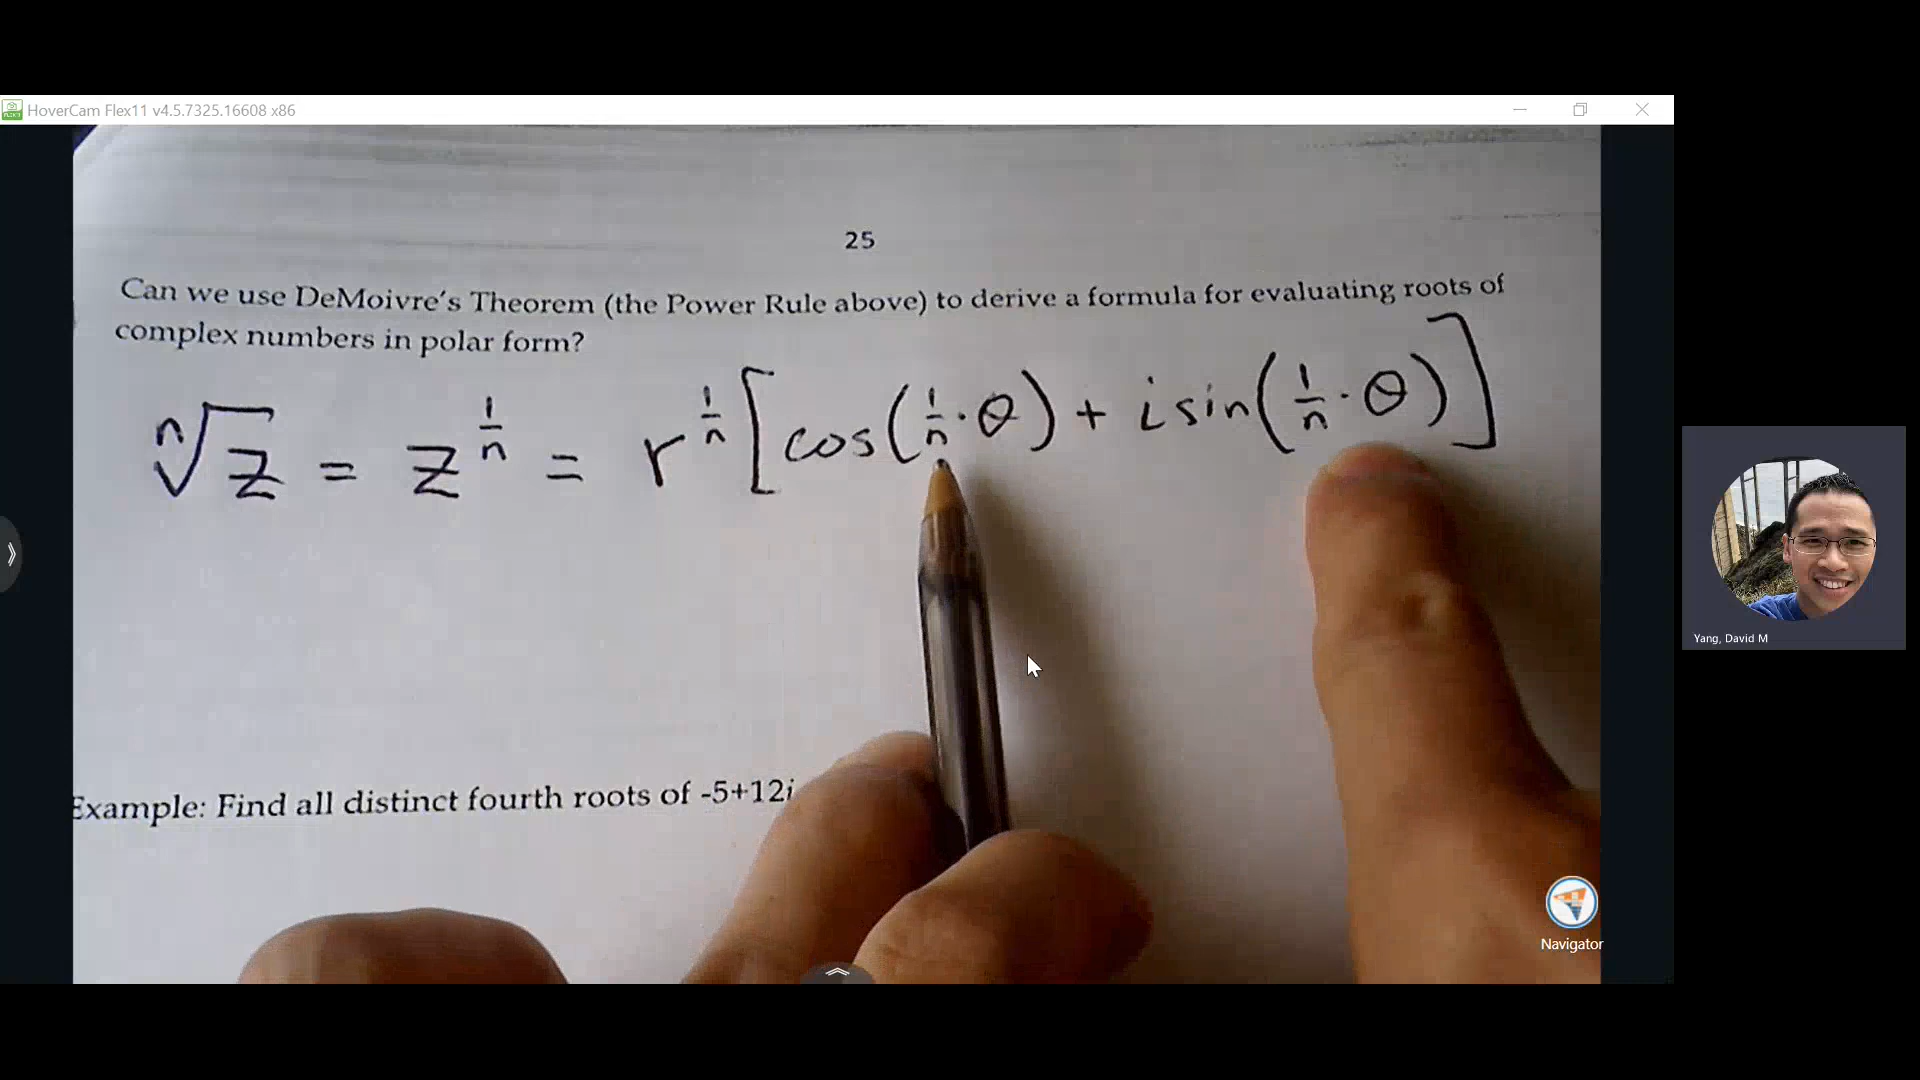 HoverCam Flex11 v4.5.7325.16608 x86
25
Can we use DeMoivre's Theorem (the Power Rule above) to derive a formula for evaluating roots of
complex numbers in polar form?
ⁿ√z = z^(1/n) = r^(1/n) [cos(1/n · θ) + i sin(1/n · θ)]
Example: Find all distinct fourth roots of -5+12i
Navigator
Yang, David M